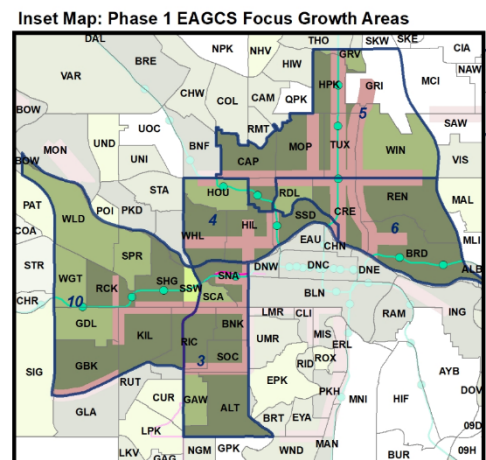 Inset Map: Phase 1 EAGCS Focus Growth Areas
DAL THO SKW SKE
NPK NHV GRV CIA
BRE HIW NAW
VAR HPK GRI MCI
CHW COL CAM QPK
BOW 5 SAW
UOC RMT
UND BNF MOP TUX WIN
MON UNI CAP VIS
BOW
STA HOU RDL REN
PAT WLD POI PKD 4 SSD CRE MAL
COA WHL HIL 6
EAU CHN MLI
STR SPR BRD
WGT SHG SSW SNA DNW DNC DNE ALB
RCK SCA
CHR 10 BLN
GDL BNK LMR CLI RAM ING
KIL RIC MIS
UMR ERL
3 SOC RID ROX
SIG GBK AYB
RUT EPK
CUR GAW PKH MNI HIF DOV
GLA ALT
LPK BRT EYA 09D
MAN
LKV GAG NGM GPK WND BUR 09H